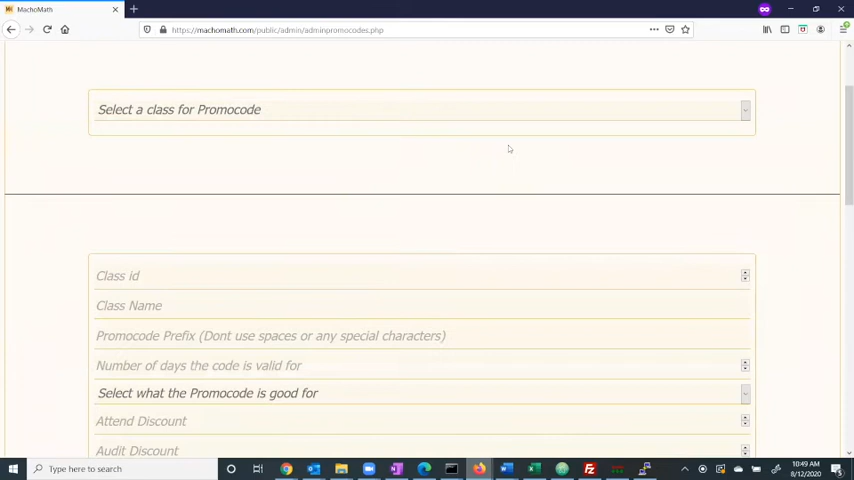 MachoMath
https://machomath.com/public/admin/adminpromocodes.php
Select a class for Promocode
Class id
Class Name
Promocode Prefix (Dont use spaces or any special characters)
Number of days the code is valid for
Select what the Promocode is good for
Attend Discount
Audit Discount
Type here to search
10:49 AM
8/12/2020